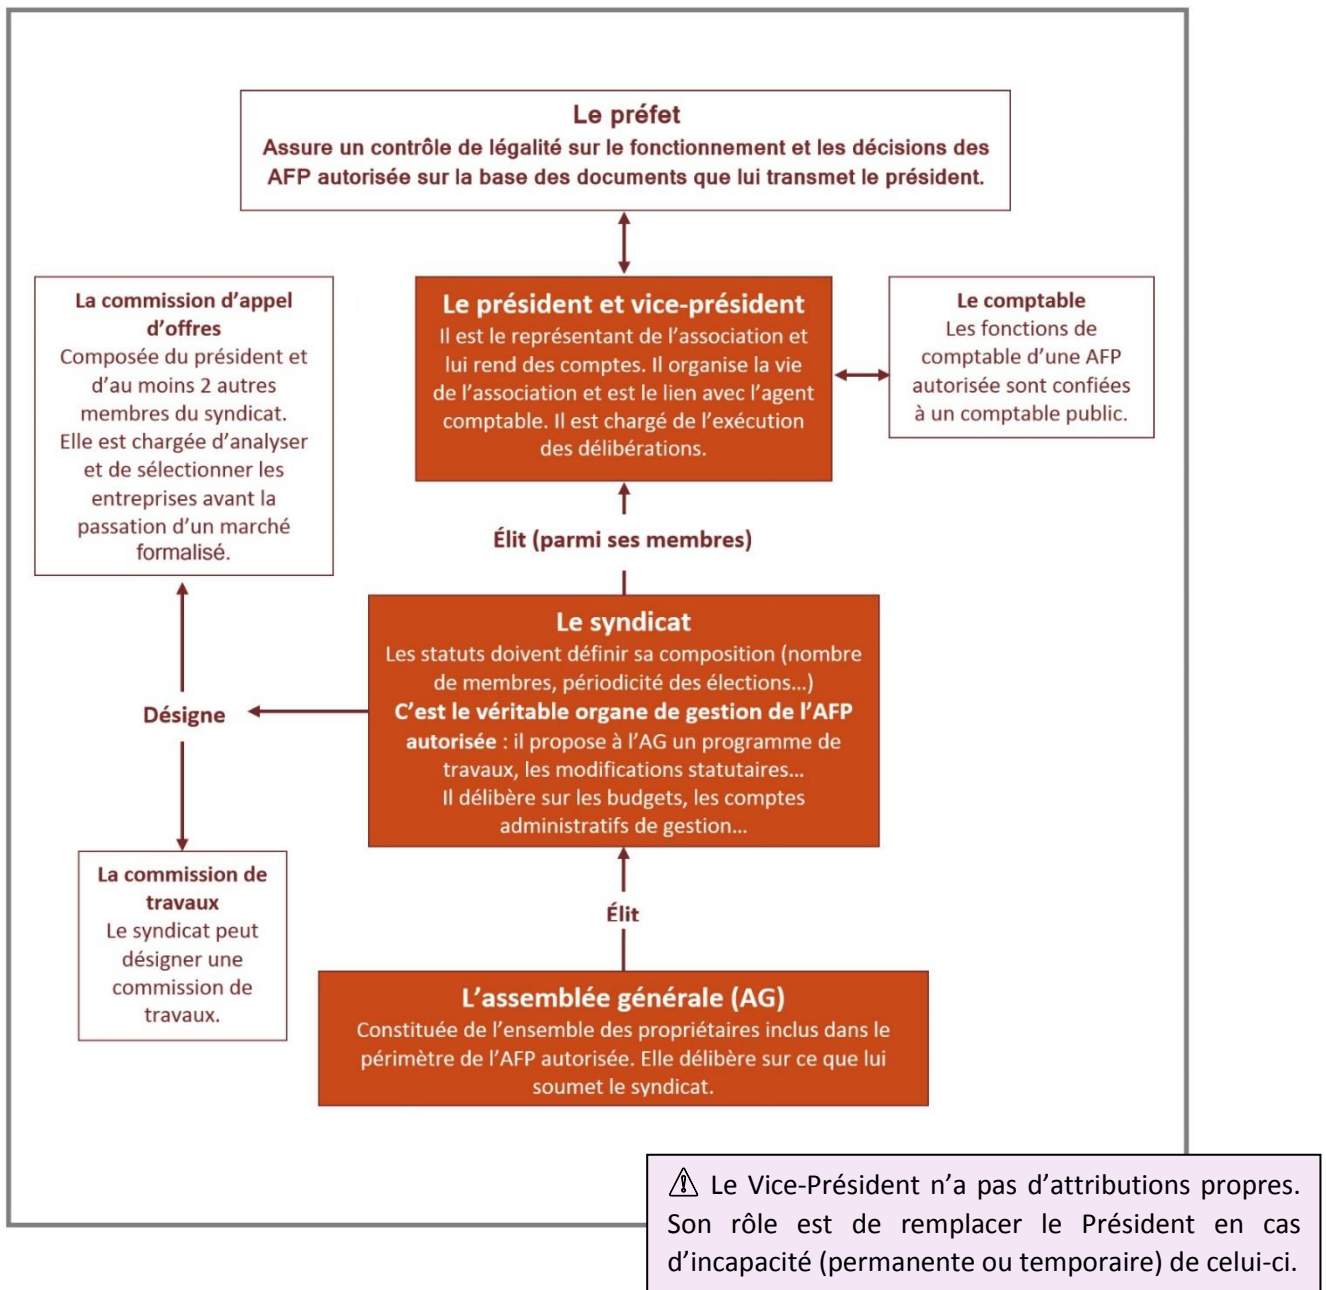 Le préfet
Assure un contrôle de légalité sur le fonctionnement et les décisions des
AFP autorisée sur la base des documents que lui transmet le président.
La commission d’appel
d’offres
Composée du président et
d’au moins 2 autres
membres du syndicat.
Elle est chargée d’analyser
et de sélectionner les
entreprises avant la
passation d’un marché
formalisé.
Le président et vice-président
Il est le représentant de l’association et
lui rend des comptes. Il organise la vie
de l’association et est le lien avec l’agent
comptable. Il est chargé de l’exécution
des délibérations.
Le comptable
Les fonctions de
comptable d’une AFP
autorisée sont confiées
à un comptable public.
Élit (parmi ses membres)
Le syndicat
Les statuts doivent définir sa composition (nombre
de membres, périodicité des élections…)
C’est le véritable organe de gestion de l’AFP
autorisée : il propose à l’AG un programme de
travaux, les modifications statutaires…
Il délibère sur les budgets, les comptes
administratifs de gestion…
Désigne
La commission de
travaux
Le syndicat peut
désigner une
commission de
travaux.
Élit
L’assemblée générale (AG)
Constituée de l’ensemble des propriétaires inclus dans le
périmètre de l’AFP autorisée. Elle délibère sur ce que lui
soumet le syndicat.
⚠ Le Vice-Président n’a pas d’attributions propres.
Son rôle est de remplacer le Président en cas
d’incapacité (permanente ou temporaire) de celui-ci.